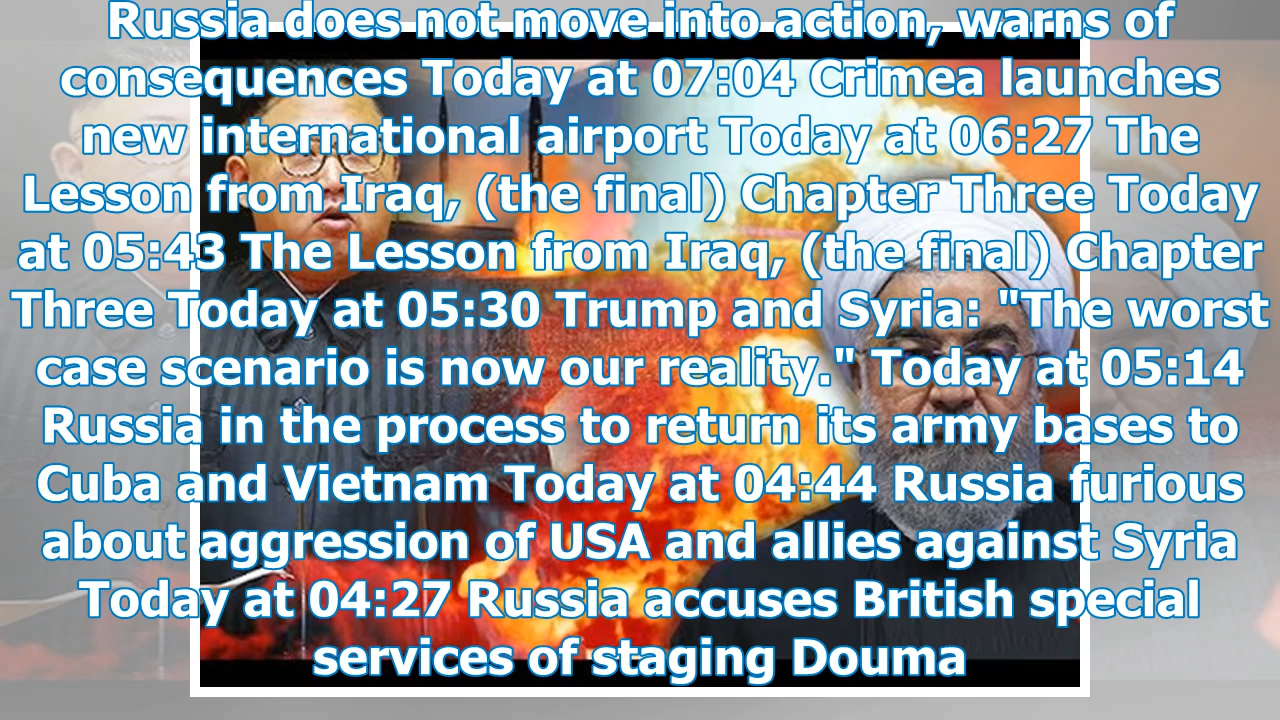 Russia does not move into action, warns of
consequences Today at 07:04 Crimea launches
new international airport Today at 06:27 The
Lesson from Iraq, (the final) Chapter Three Today
at 05:43 The Lesson from Iraq, (the final) Chapter
Three Today at 05:30 Trump and Syria: "The worst
case scenario is now our reality." Today at 05:14
Russia in the process to return its army bases to
Cuba and Vietnam Today at 04:44 Russia furious
about aggression of USA and allies against Syria
Today at 04:27 Russia accuses British special
services of staging Douma